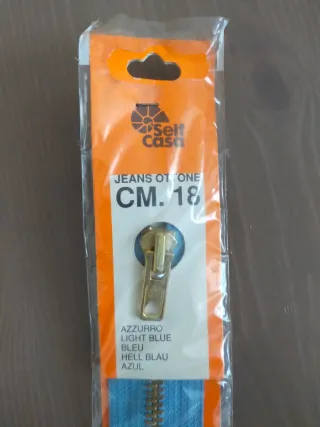 Self
Casa
JEANS OTTONE
CM. 18
AZZURRO
LIGHT BLUE
BLEU
HELL BLAU
AZUL